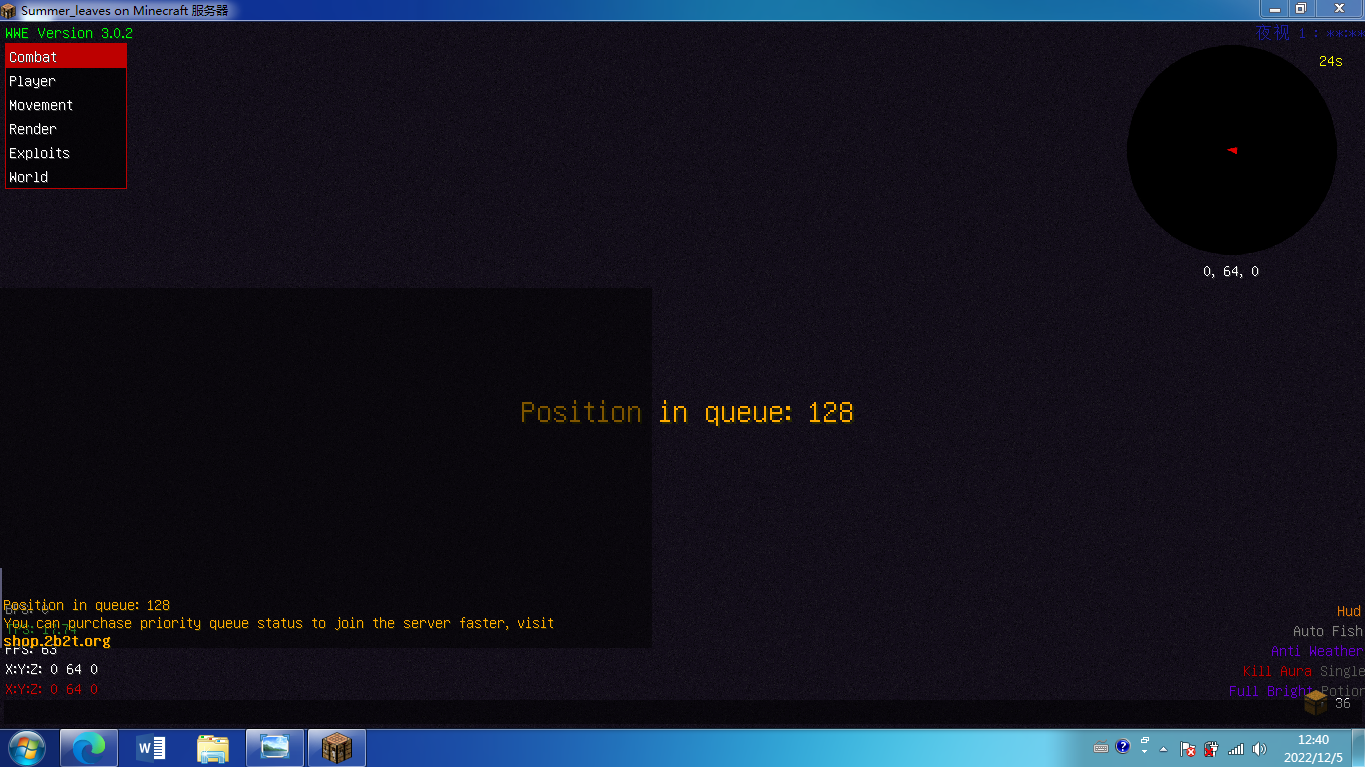 Summer_leaves on Minecraft 服务器
WWE Version 3.0.2
夜视 1 : **:**
Combat
24s
Player
Movement
Render
Exploits
World
0, 64, 0
Position in queue: 128
Position in queue: 128
You can purchase priority queue status to join the server faster, visit
TPS: 17.74
shop.2b2t.org
FPS: 63
X:Y:Z: 0 64 0
X:Y:Z: 0 64 0
Hud
Auto Fish
Anti Weather
Kill Aura Single
Full Bright Potion
36
12:40
2022/12/5